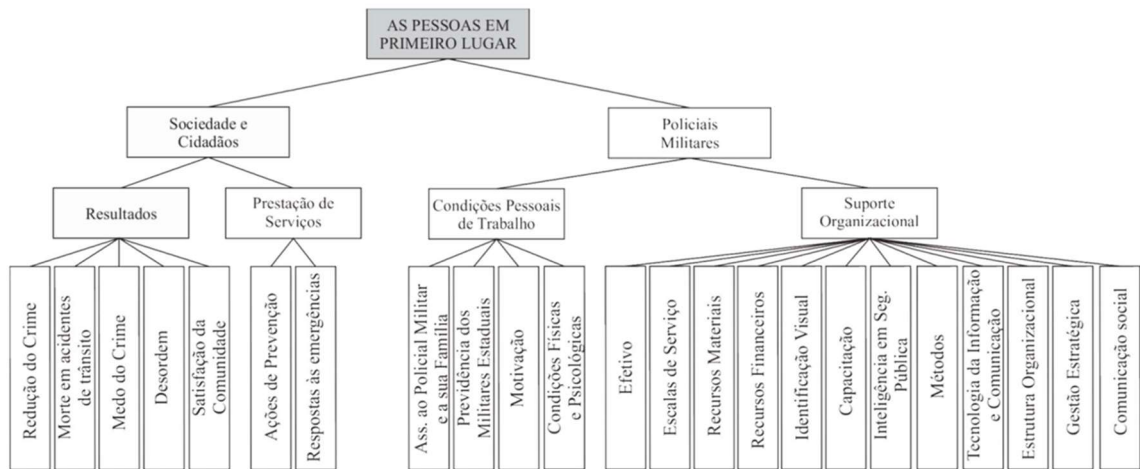 AS PESSOAS EM
PRIMEIRO LUGAR
Sociedade e
Cidadãos
Policiais
Militares
Resultados
Prestação de
Serviços
Condições Pessoais
de Trabalho
Suporte
Organizacional
Redução do Crime
Morte em acidentes
de trânsito
Medo do Crime
Desordem
Satisfação da
Comunidade
Ações de Prevenção
Respostas às emergências
Ass. ao Policial Militar
e a sua Família
Previdência dos
Militares Estaduais
Motivação
Condições Físicas
e Psicológicas
Efetivo
Escalas de Serviço
Recursos Materiais
Recursos Financeiros
Identificação Visual
Capacitação
Inteligência em Seg.
Pública
Métodos
Tecnologia da Informação
e Comunicação
Estrutura Organizacional
Gestão Estratégica
Comunicação social